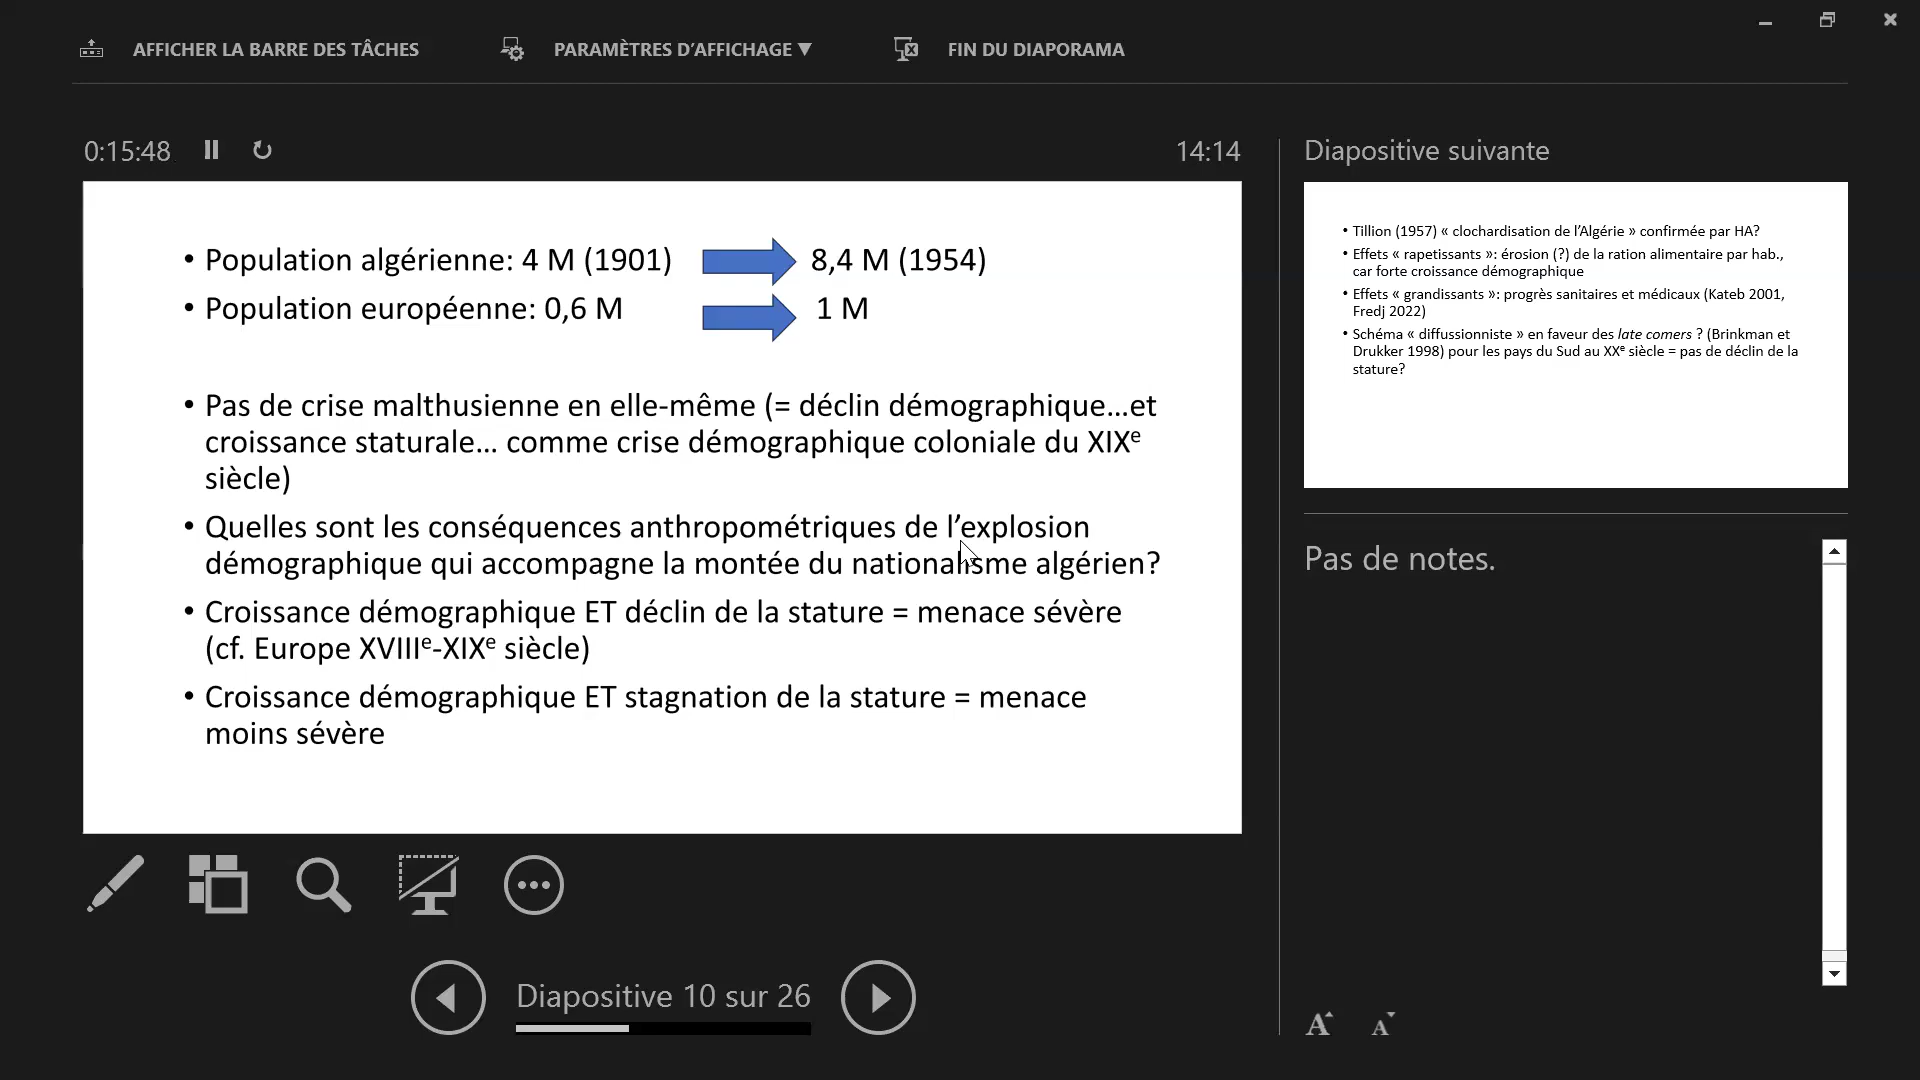 AFFICHER LA BARRE DES TÂCHES
PARAMÈTRES D'AFFICHAGE ▼
FIN DU DIAPORAMA
0:15:48
14:14
• Population algérienne: 4 M (1901) 8,4 M (1954)
• Population européenne: 0,6 M 1 M
• Pas de crise malthusienne en elle-même (= déclin démographique…et
croissance staturale… comme crise démographique coloniale du XIXe
siècle)
• Quelles sont les conséquences anthropométriques de l’explosion
démographique qui accompagne la montée du nationalisme algérien?
• Croissance démographique ET déclin de la stature = menace sévère
(cf. Europe XVIIIe-XIXe siècle)
• Croissance démographique ET stagnation de la stature = menace
moins sévère
Diapositive 10 sur 26
Diapositive suivante
• Tillion (1957) « clochardisation de l’Algérie » confirmée par HA?
• Effets « rapetissants »: érosion (?) de la ration alimentaire par hab.,
car forte croissance démographique
• Effets « grandissants »: progrès sanitaires et médicaux (Kateb 2001,
Fredj 2022)
• Schéma « diffussionniste » en faveur des late comers ? (Brinkman et
Drukker 1998) pour les pays du Sud au XXe siècle = pas de déclin de la
stature?
Pas de notes.
A A